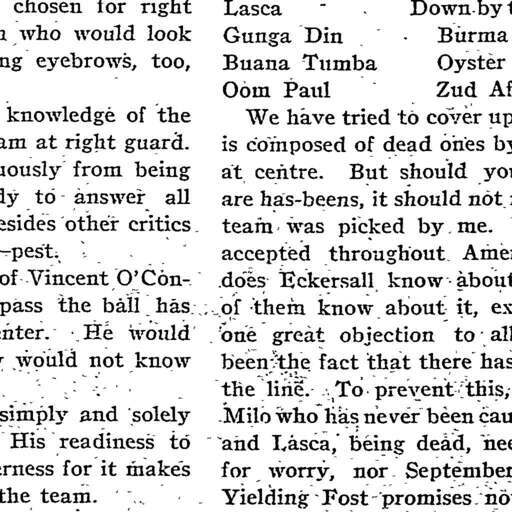 chosen for right
who would look
ng eyebrows, too,
knowledge of the
am at right guard.
uously from being
dy to answer all
esides other critics
—pest.
of Vincent O'Con-
pass the ball has
enter. He would
y would not know
simply and solely
His readiness to
erness for it makes
the team.
Lasca Down by t
Gunga Din Burma
Buana Tumba Oyster
Oom Paul Zud Af
We have tried to cover up
is composed of dead ones by
at centre. But should you
are has-beens, it should not
team was picked by me.
accepted throughout Amer
does Eckersall know about
of them know about it, ex
one great objection to all
been the fact that there has
the line. To prevent this,
Milo who has never been cau
and Lasca, being dead, nee
for worry, nor September
Yielding Fost promises no